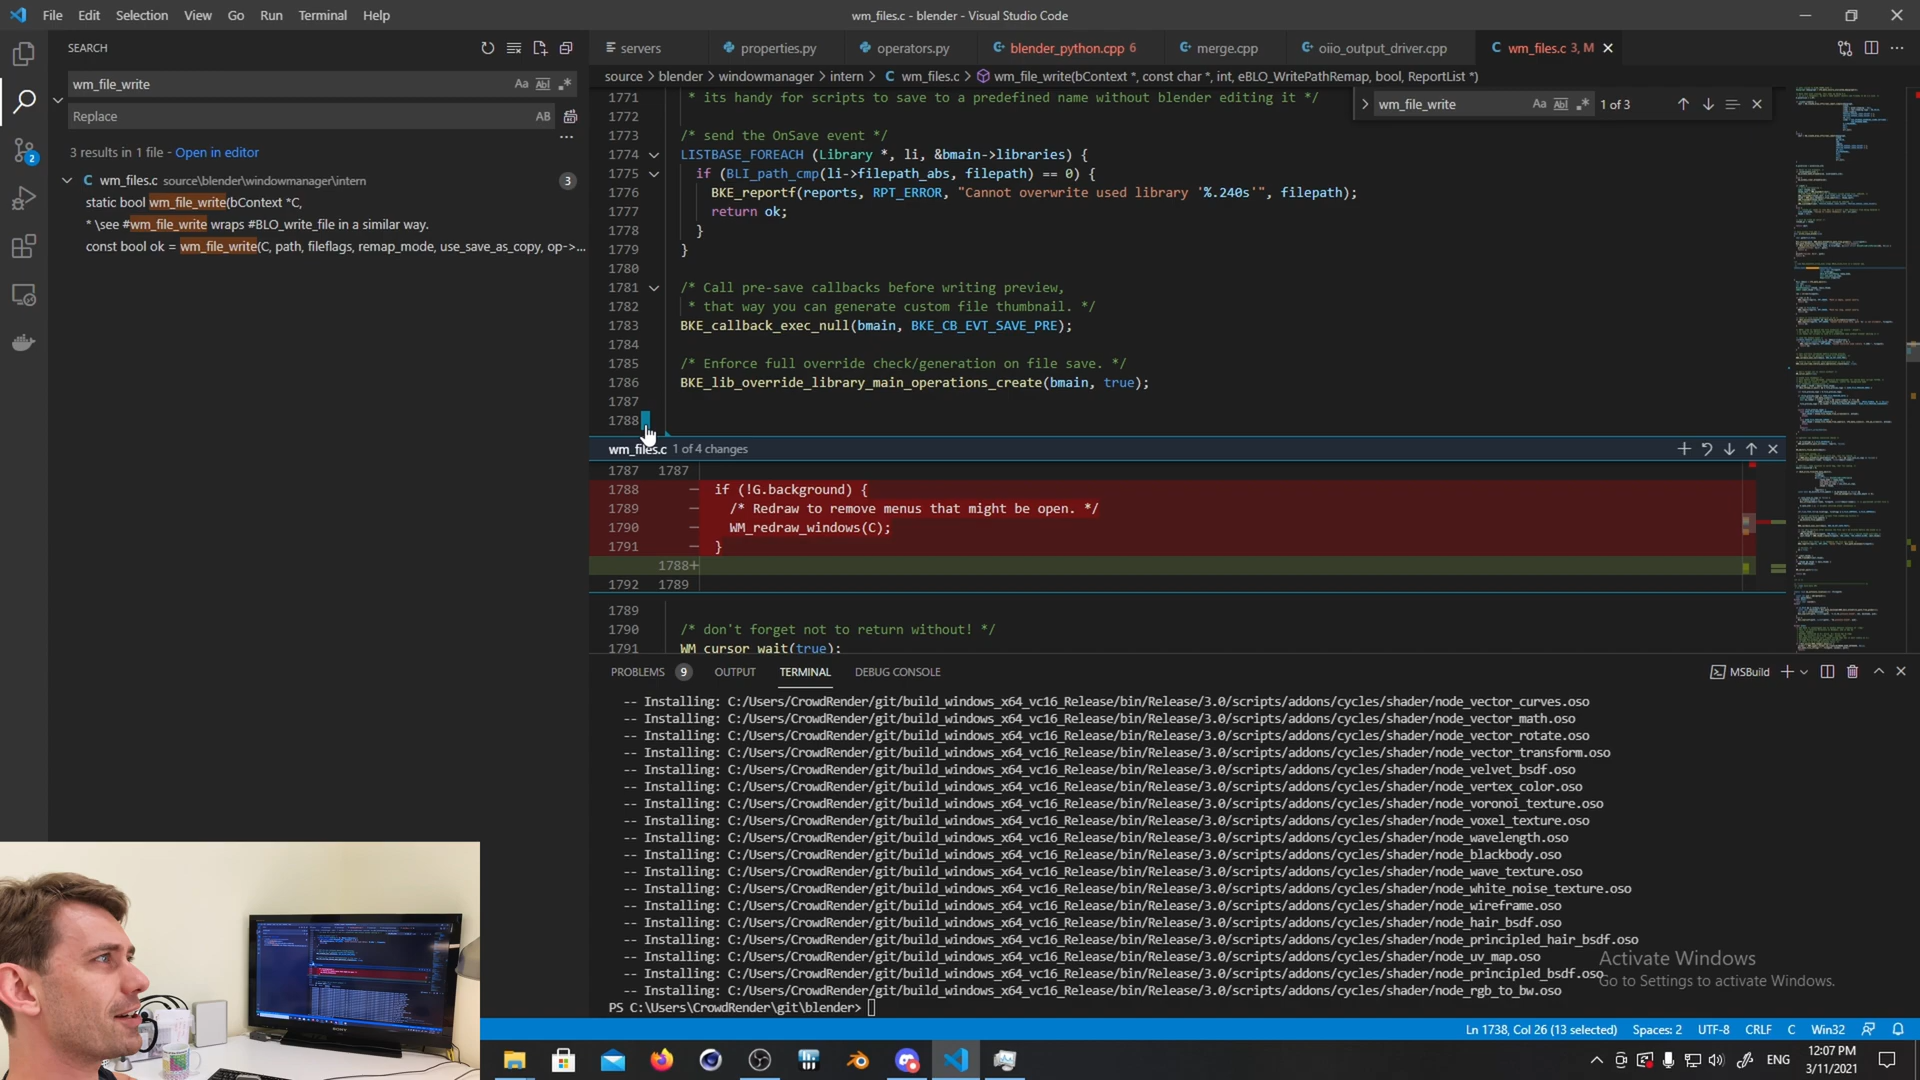 File Edit Selection View Go Run Terminal Help
wm_files.c - blender - Visual Studio Code
SEARCH
wm_file_write
Aa Abl .*
Replace
AB
3 results in 1 file - Open in editor
wm_files.c source\blender\windowmanager\intern
3
static bool wm_file_write(bContext *C,
* \see #wm_file_write wraps #BLO_write_file in a similar way.
const bool ok = wm_file_write(C, path, fileflags, remap_mode, use_save_as_copy, op->...
2
servers
properties.py
operators.py
blender_python.cpp 6
merge.cpp
oiio_output_driver.cpp
wm_files.c 3, M
source > blender > windowmanager > intern > C wm_files.c > wm_file_write(bContext *, const char *, int, eBLO_WritePathRemap, bool, ReportList *)
wm_file_write Aa Abl .* 1 of 3
1771 * its handy for scripts to save to a predefined name without blender editing it */
1772
1773 /* send the OnSave event */
1774 LISTBASE_FOREACH (Library *, li, &bmain->libraries) {
1775 if (BLI_path_cmp(li->filepath_abs, filepath) == 0) {
1776 BKE_reportf(reports, RPT_ERROR, "Cannot overwrite used library '%.240s'", filepath);
1777 return ok;
1778 }
1779 }
1780
1781 /* Call pre-save callbacks before writing preview,
1782 * that way you can generate custom file thumbnail. */
1783 BKE_callback_exec_null(bmain, BKE_CB_EVT_SAVE_PRE);
1784
1785 /* Enforce full override check/generation on file save. */
1786 BKE_lib_override_library_main_operations_create(bmain, true);
1787
1788
wm_files.c 1 of 4 changes
1787 1787
1788 − if (!G.background) {
1789 − /* Redraw to remove menus that might be open. */
1790 − WM_redraw_windows(C);
1791 − }
1788+
1792 1789
1789
1790 /* don't forget not to return without! */
1791 WM_cursor_wait(true);
PROBLEMS 9 OUTPUT TERMINAL DEBUG CONSOLE
MSBuild
-- Installing: C:/Users/CrowdRender/git/build_windows_x64_vc16_Release/bin/Release/3.0/scripts/addons/cycles/shader/node_vector_curves.oso
-- Installing: C:/Users/CrowdRender/git/build_windows_x64_vc16_Release/bin/Release/3.0/scripts/addons/cycles/shader/node_vector_math.oso
-- Installing: C:/Users/CrowdRender/git/build_windows_x64_vc16_Release/bin/Release/3.0/scripts/addons/cycles/shader/node_vector_rotate.oso
-- Installing: C:/Users/CrowdRender/git/build_windows_x64_vc16_Release/bin/Release/3.0/scripts/addons/cycles/shader/node_vector_transform.oso
-- Installing: C:/Users/CrowdRender/git/build_windows_x64_vc16_Release/bin/Release/3.0/scripts/addons/cycles/shader/node_velvet_bsdf.oso
-- Installing: C:/Users/CrowdRender/git/build_windows_x64_vc16_Release/bin/Release/3.0/scripts/addons/cycles/shader/node_vertex_color.oso
-- Installing: C:/Users/CrowdRender/git/build_windows_x64_vc16_Release/bin/Release/3.0/scripts/addons/cycles/shader/node_voronoi_texture.oso
-- Installing: C:/Users/CrowdRender/git/build_windows_x64_vc16_Release/bin/Release/3.0/scripts/addons/cycles/shader/node_voxel_texture.oso
-- Installing: C:/Users/CrowdRender/git/build_windows_x64_vc16_Release/bin/Release/3.0/scripts/addons/cycles/shader/node_wavelength.oso
-- Installing: C:/Users/CrowdRender/git/build_windows_x64_vc16_Release/bin/Release/3.0/scripts/addons/cycles/shader/node_blackbody.oso
-- Installing: C:/Users/CrowdRender/git/build_windows_x64_vc16_Release/bin/Release/3.0/scripts/addons/cycles/shader/node_wave_texture.oso
-- Installing: C:/Users/CrowdRender/git/build_windows_x64_vc16_Release/bin/Release/3.0/scripts/addons/cycles/shader/node_white_noise_texture.oso
-- Installing: C:/Users/CrowdRender/git/build_windows_x64_vc16_Release/bin/Release/3.0/scripts/addons/cycles/shader/node_wireframe.oso
-- Installing: C:/Users/CrowdRender/git/build_windows_x64_vc16_Release/bin/Release/3.0/scripts/addons/cycles/shader/node_hair_bsdf.oso
-- Installing: C:/Users/CrowdRender/git/build_windows_x64_vc16_Release/bin/Release/3.0/scripts/addons/cycles/shader/node_principled_hair_bsdf.oso
-- Installing: C:/Users/CrowdRender/git/build_windows_x64_vc16_Release/bin/Release/3.0/scripts/addons/cycles/shader/node_uv_map.oso
-- Installing: C:/Users/CrowdRender/git/build_windows_x64_vc16_Release/bin/Release/3.0/scripts/addons/cycles/shader/node_principled_bsdf.oso
-- Installing: C:/Users/CrowdRender/git/build_windows_x64_vc16_Release/bin/Release/3.0/scripts/addons/cycles/shader/node_rgb_to_bw.oso
PS C:\Users\CrowdRender\git\blender>
Activate Windows
Go to Settings to activate Windows.
Ln 1738, Col 26 (13 selected) Spaces: 2 UTF-8 CRLF C Win32
ENG
12:07 PM
3/11/2021